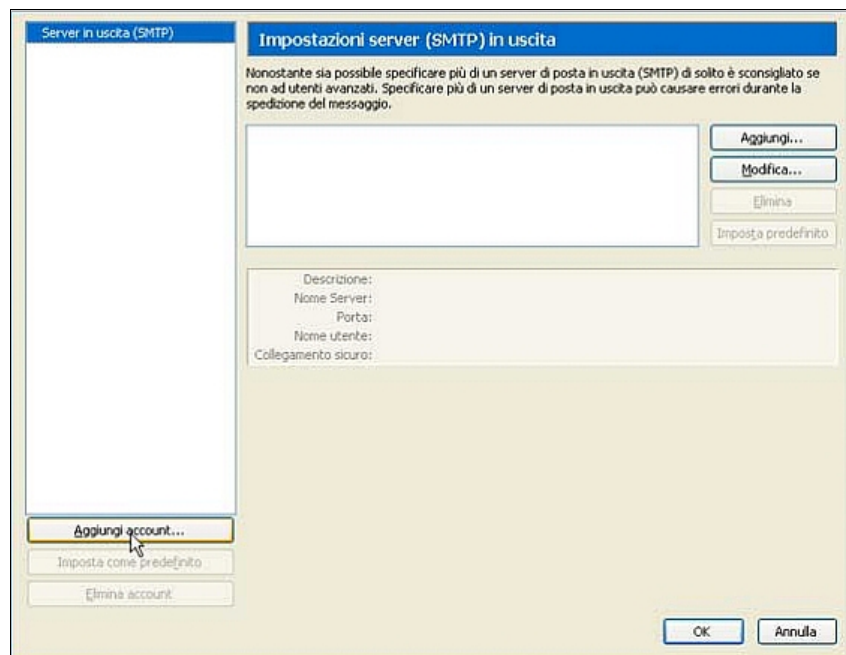 Server in uscita (SMTP)
Impostazioni server (SMTP) in uscita
Nonostante sia possibile specificare più di un server di posta in uscita (SMTP) di solito è sconsigliato se
non ad utenti avanzati. Specificare più di un server di posta in uscita può causare errori durante la
spedizione del messaggio.
Aggiungi...
Modifica...
Elimina
Imposta predefinito
Descrizione:
Nome Server:
Porta:
Nome utente:
Collegamento sicuro:
Aggiungi account...
Imposta come predefinito
Elimina account
OK
Annulla